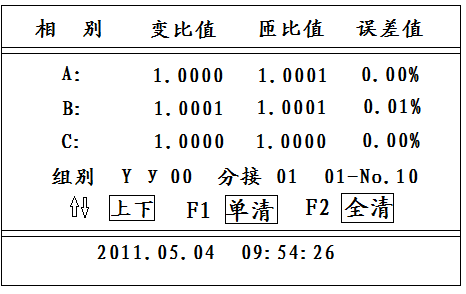 相 别 变比值 匝比值 误差值
A: 1.0000 1.0001 0.00%
B: 1.0001 1.0001 0.01%
C: 1.0000 1.0000 0.00%
组别 Y y 00 分接 01 01-No.10
⇧⇩ 上下 F1 单清 F2 全清
2011.05.04 09:54:26